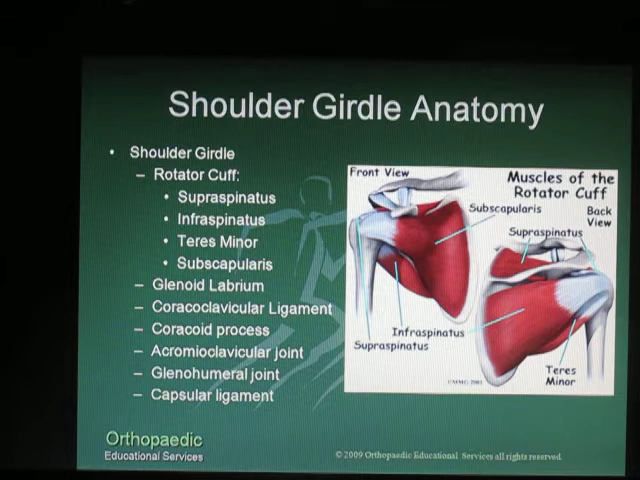 Shoulder Girdle Anatomy
• Shoulder Girdle
– Rotator Cuff:
• Supraspinatus
• Infraspinatus
• Teres Minor
• Subscapularis
– Glenoid Labrium
– Coracoclavicular Ligament
– Coracoid process
– Acromioclavicular joint
– Glenohumeral joint
– Capsular ligament
Front View
Muscles of the
Rotator Cuff
Subscapularis
Back
View
Supraspinatus
Infraspinatus
Supraspinatus
Teres
Minor
Orthopaedic
Educational Services
© 2009 Orthopaedic Educational Services all rights reserved.